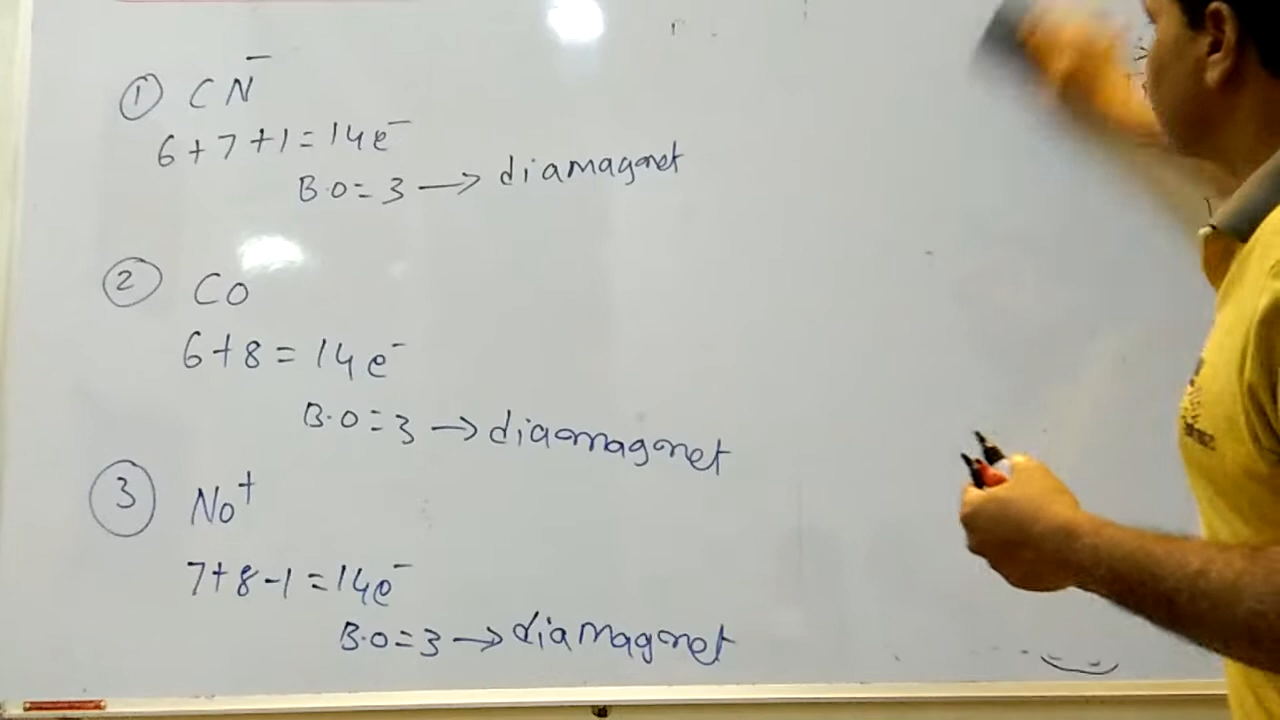 ① CN⁻
6+7+1=14e⁻
B.O=3 → diamagnet
② CO
6+8=14e⁻
B.O=3 → diamagnet
③ NO⁺
7+8-1=14e⁻
B.O=3 → diamagnet